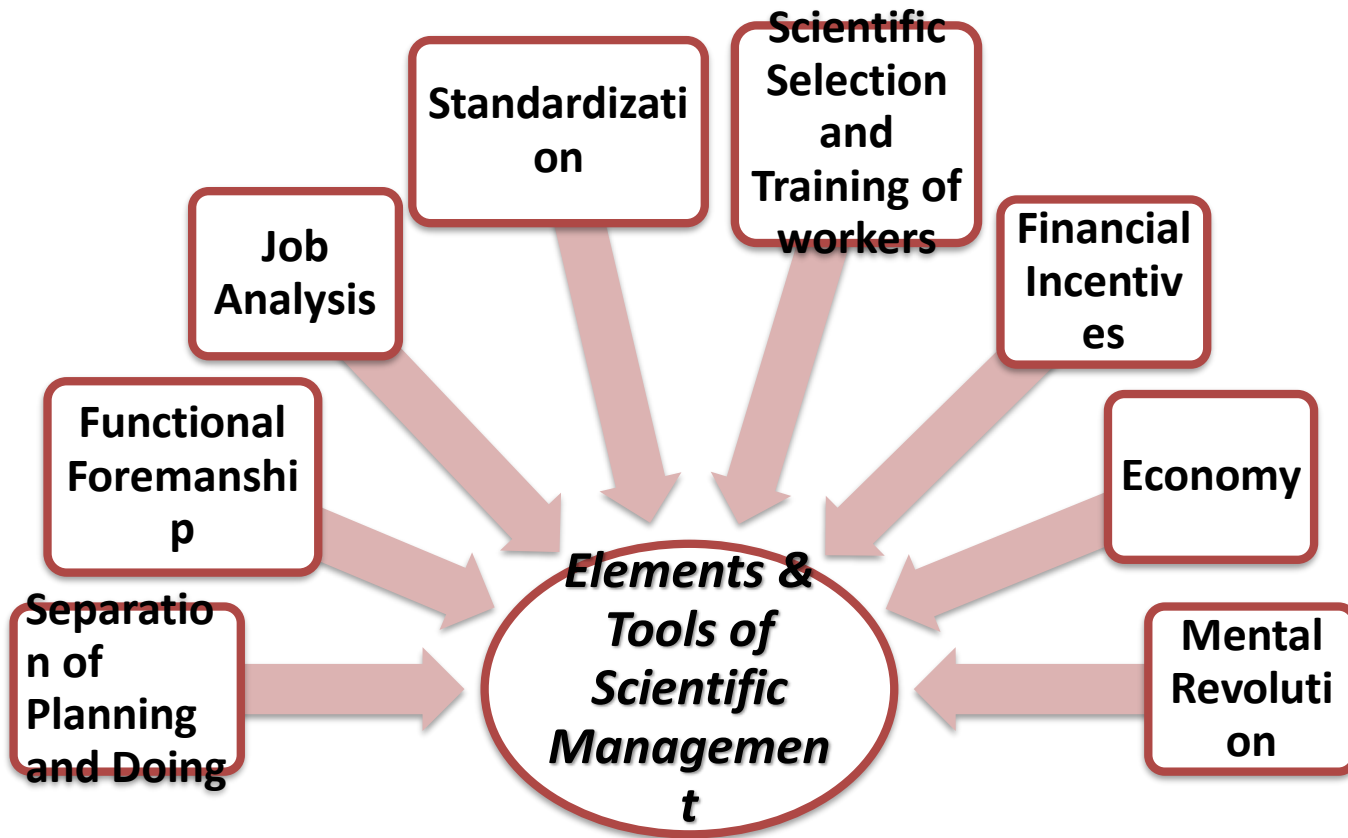 Scientific
Selection
and
Training of
workers
Standardizati
on
Job
Analysis
Financial
Incentiv
es
Functional
Foremanshi
p
Economy
Separatio
n of
Planning
and Doing
Elements &
Tools of
Scientific
Managemen
t
Mental
Revoluti
on